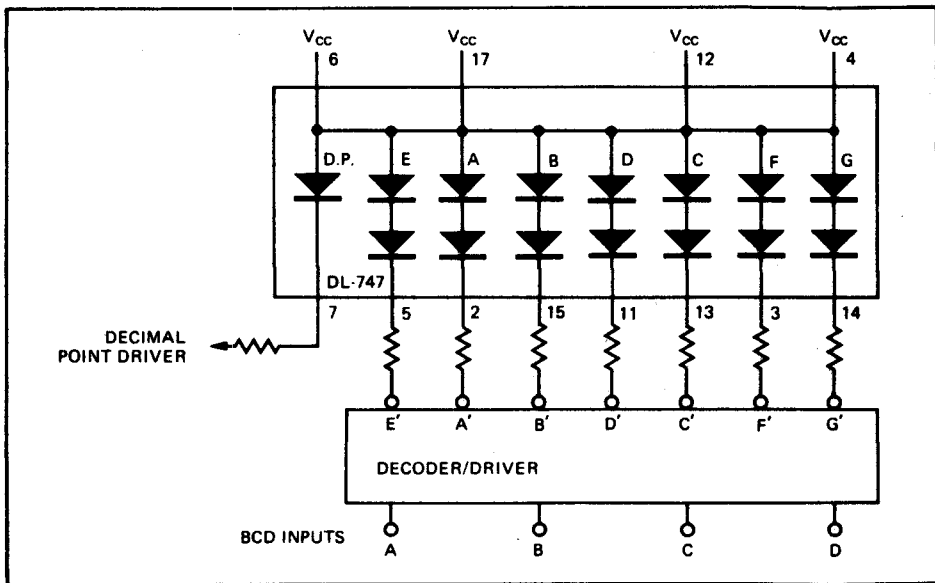 VCC VCC VCC VCC
6 17 12 4
D.P. E A B D C F G
DL-747
7 5 2 15 11 13 3 14
DECIMAL
POINT DRIVER
E' A' B' D' C' F' G'
DECODER/DRIVER
BCD INPUTS
A B C D